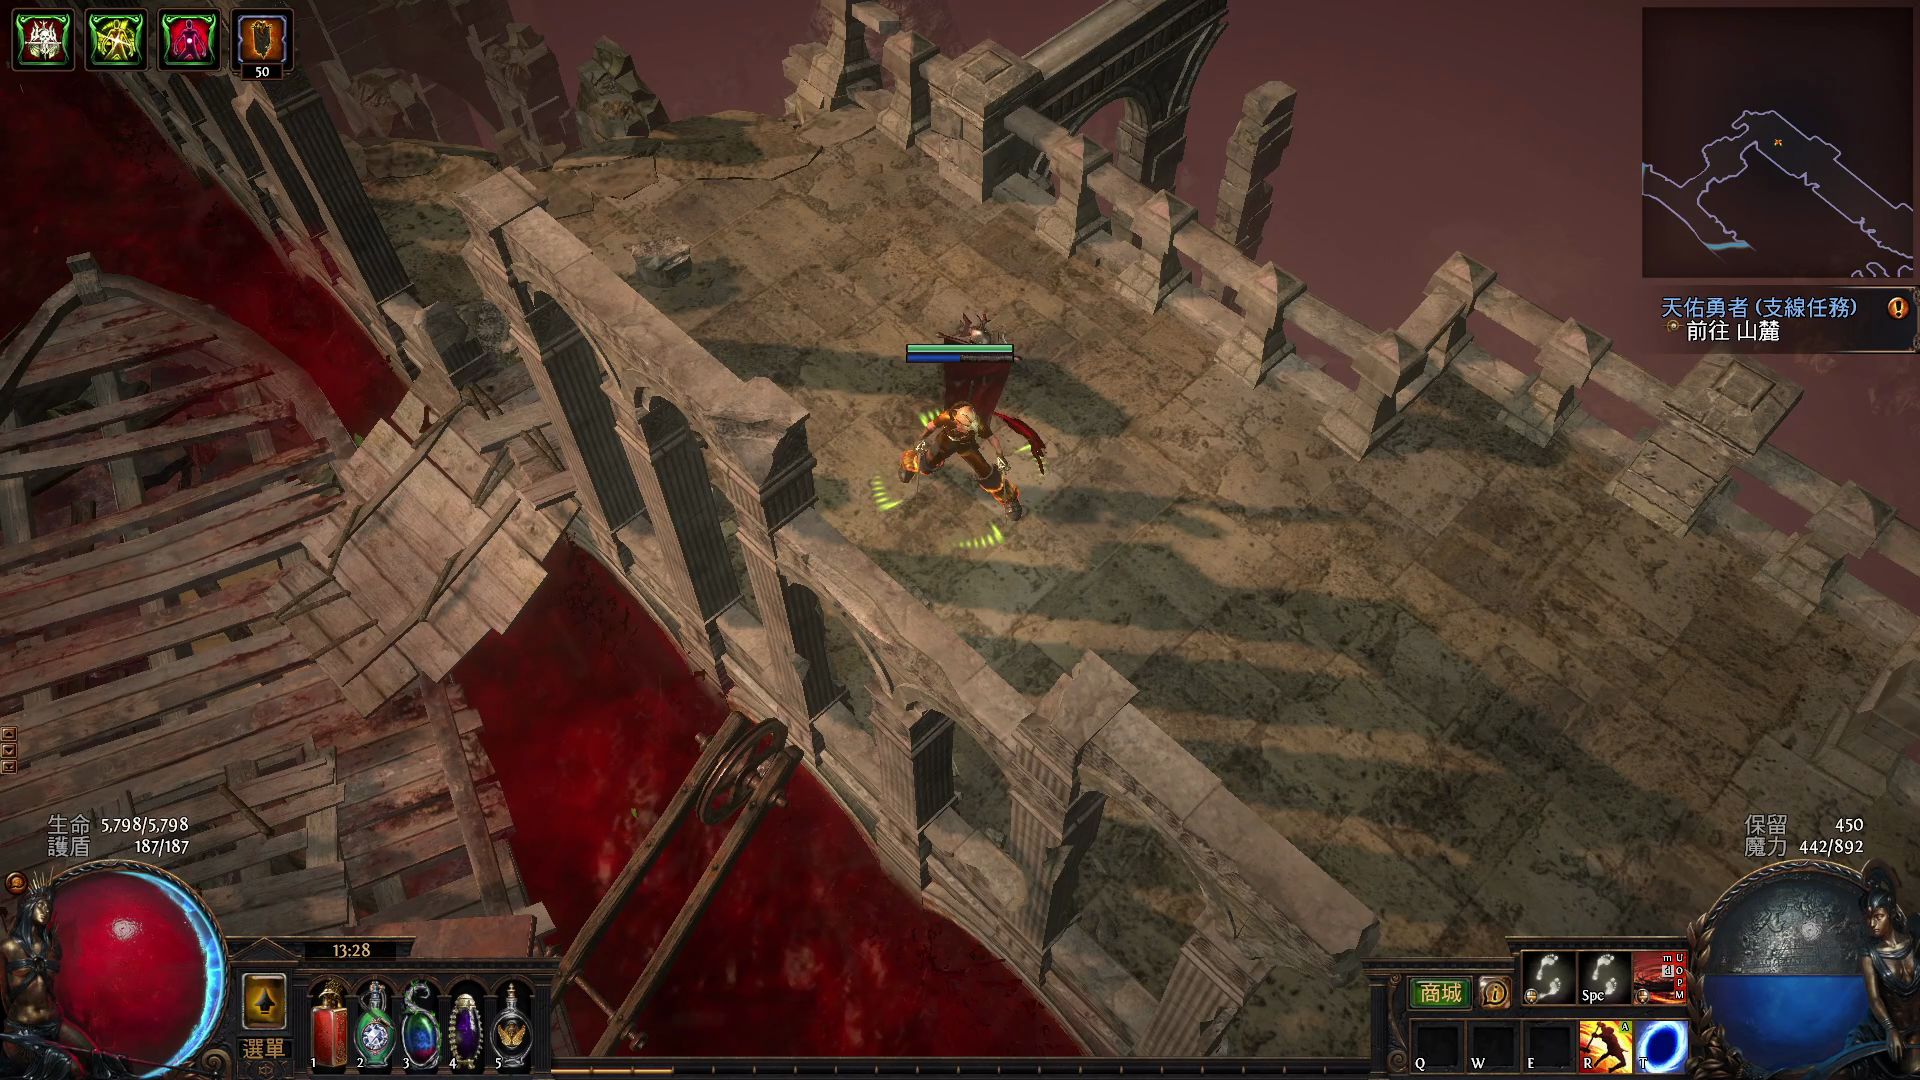 50
天佑勇者 (支線任務)
前往 山麓
生命 5,798/5,798
護盾 187/187
保留 450
魔力 442/892
13:28
選單
1 2 3 4 5
商城
Spc
Q W E R T
A